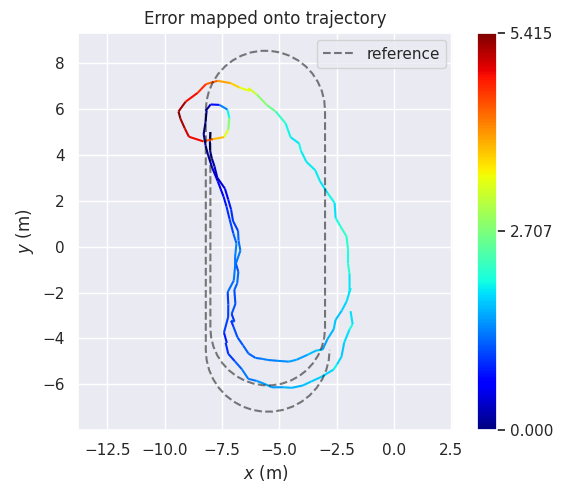 Error mapped onto trajectory
reference
8
6
4
2
0
−2
−4
−6
y (m)
−12.5 −10.0 −7.5 −5.0 −2.5 0.0 2.5
x (m)
5.415
2.707
0.000